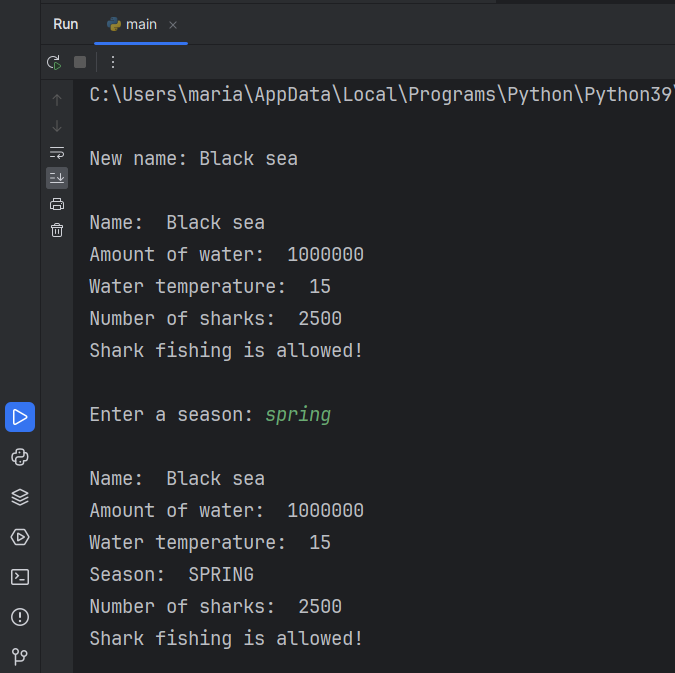 Run main
C:\Users\maria\AppData\Local\Programs\Python\Python39\
New name: Black sea
Name:  Black sea
Amount of water:  1000000
Water temperature:  15
Number of sharks:  2500
Shark fishing is allowed!
Enter a season: spring
Name:  Black sea
Amount of water:  1000000
Water temperature:  15
Season:  SPRING
Number of sharks:  2500
Shark fishing is allowed!